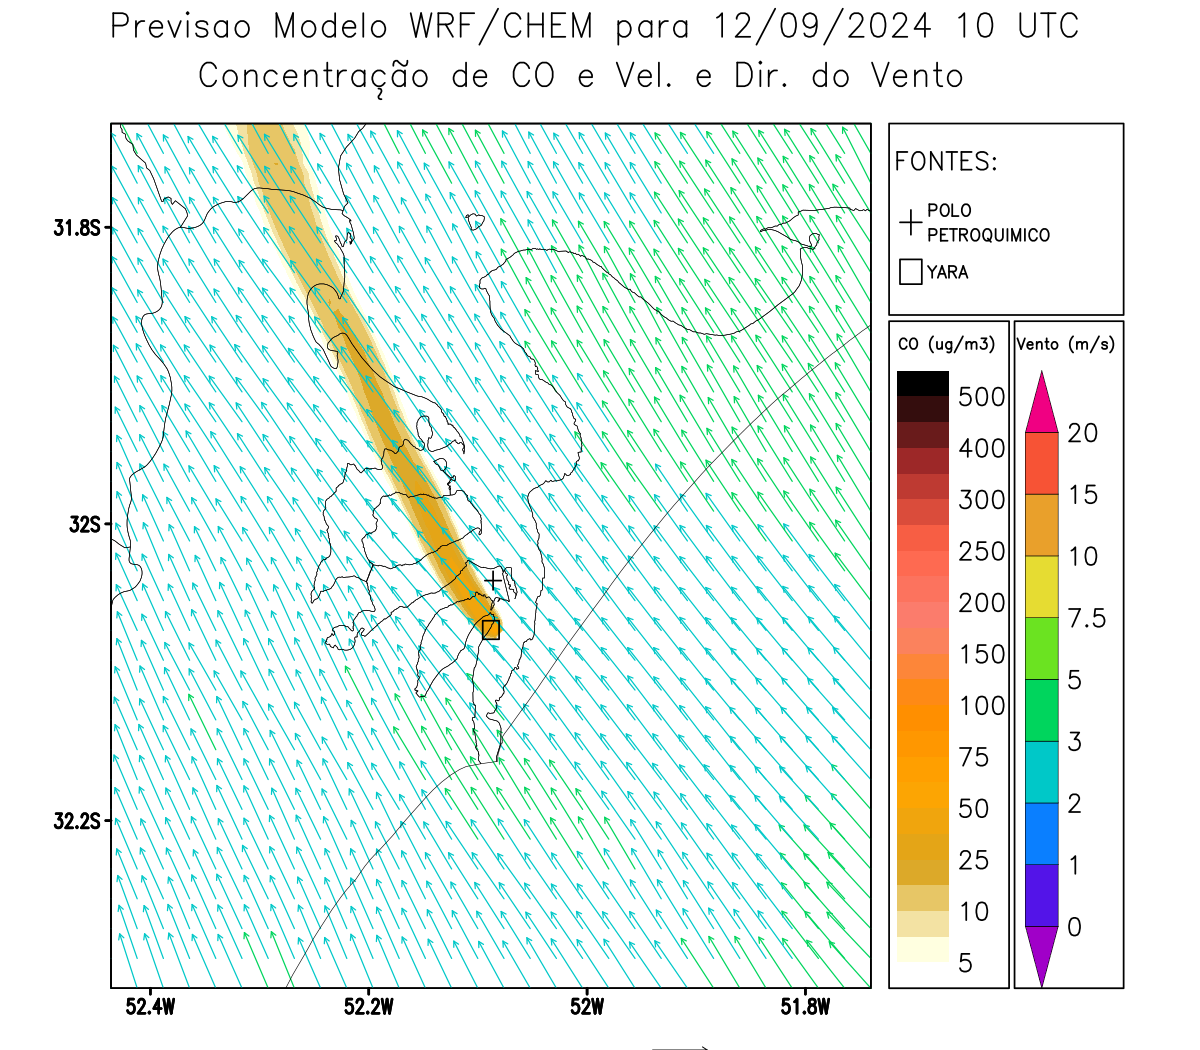 Previsao Modelo WRF/CHEM para 12/09/2024 10 UTC
Concentração de CO e Vel. e Dir. do Vento
FONTES:
POLO
PETROQUIMICO
YARA
CO (ug/m3)
500
400
300
250
200
150
100
75
50
25
10
5
Vento (m/s)
20
15
10
7.5
5
3
2
1
0
31.8S
32S
32.2S
52.4W
52.2W
52W
51.8W